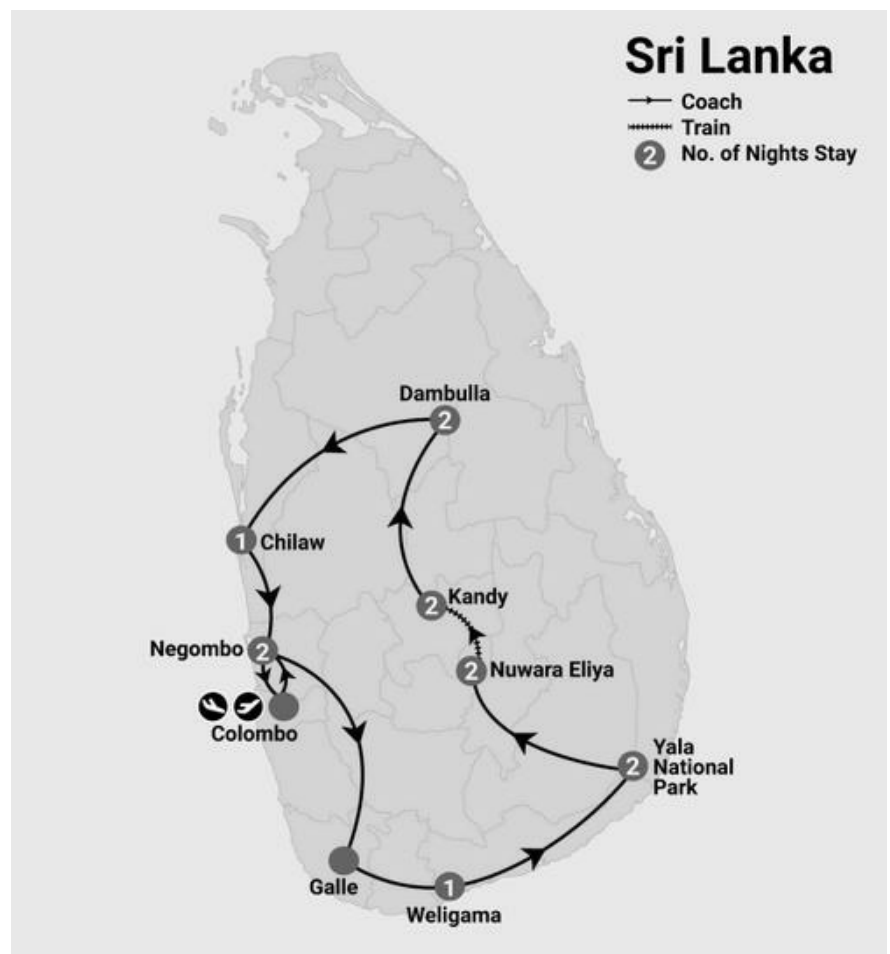 Sri Lanka
Coach
Train
2 No. of Nights Stay
Dambulla
2
1 Chilaw
Kandy
2
Negombo 2
2 Nuwara Eliya
Colombo
2
Yala
National
Park
Galle
1
Weligama